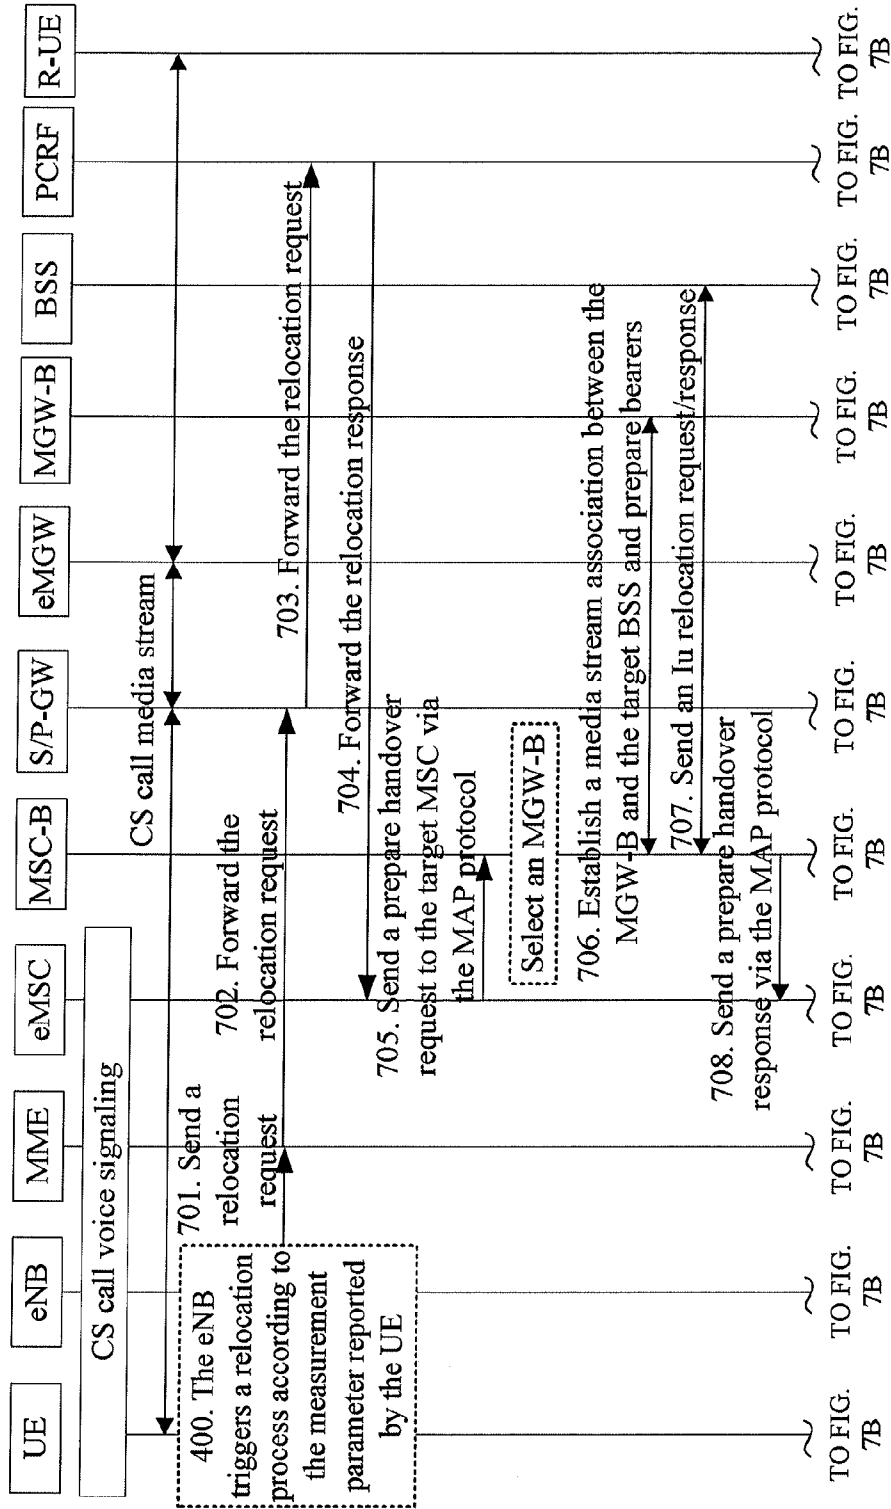 UE
eNB
MME
eMSC
MSC-B
S/P-GW
eMGW
MGW-B
BSS
PCRF
R-UE
CS call voice signaling
CS call media stream
400. The eNB
triggers a relocation
process according to
the measurement
parameter reported
by the UE
701. Send a
relocation
request
702. Forward the
relocation request
703. Forward the relocation request
704. Forward the relocation response
705. Send a prepare handover
request to the target MSC via
the MAP protocol
Select an MGW-B
706. Establish a media stream association between the
MGW-B and the target BSS and prepare bearers
707. Send an Iu relocation request/response
708. Send a prepare handover
response via the MAP protocol
TO FIG.
7B
TO FIG.
7B
TO FIG.
7B
TO FIG.
7B
TO FIG.
7B
TO FIG.
7B
TO FIG.
7B
TO FIG.
7B
TO FIG.
7B
TO FIG.
7B
TO FIG.
7B